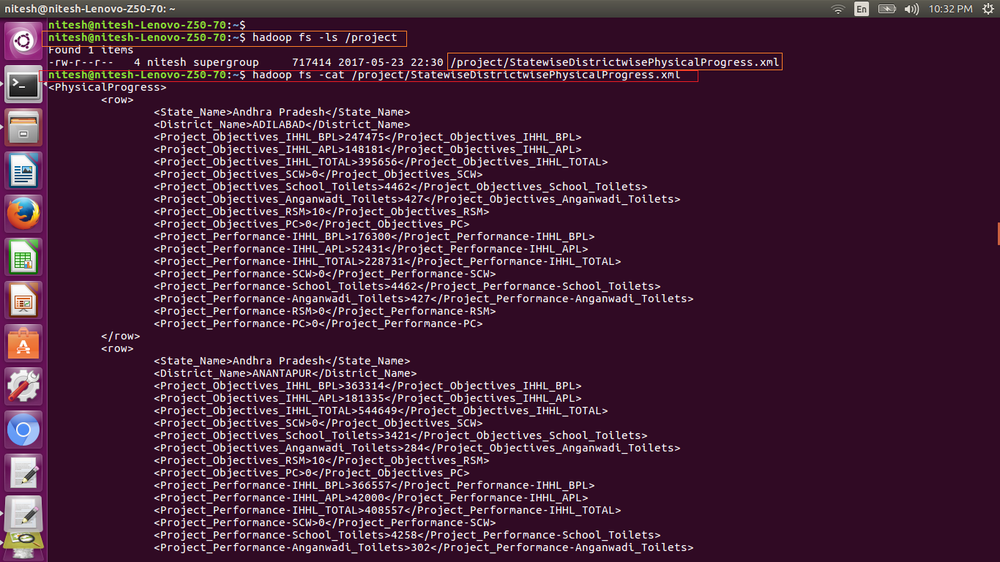 nitesh@nitesh-Lenovo-Z50-70: ~
En
10:32 PM
nitesh@nitesh-Lenovo-Z50-70:~$
nitesh@nitesh-Lenovo-Z50-70:~$ hadoop fs -ls /project
Found 1 items
-rw-r--r--   4 nitesh supergroup     717414 2017-05-23 22:30 /project/StatewiseDistrictwisePhysicalProgress.xml
nitesh@nitesh-Lenovo-Z50-70:~$ hadoop fs -cat /project/StatewiseDistrictwisePhysicalProgress.xml
<PhysicalProgress>
        <row>
                <State_Name>Andhra Pradesh</State_Name>
                <District_Name>ADILABAD</District_Name>
                <Project_Objectives_IHHL_BPL>247475</Project_Objectives_IHHL_BPL>
                <Project_Objectives_IHHL_APL>148181</Project_Objectives_IHHL_APL>
                <Project_Objectives_IHHL_TOTAL>395656</Project_Objectives_IHHL_TOTAL>
                <Project_Objectives_SCW>0</Project_Objectives_SCW>
                <Project_Objectives_School_Toilets>4462</Project_Objectives_School_Toilets>
                <Project_Objectives_Anganwadi_Toilets>427</Project_Objectives_Anganwadi_Toilets>
                <Project_Objectives_RSM>10</Project_Objectives_RSM>
                <Project_Objectives_PC>0</Project_Objectives_PC>
                <Project_Performance-IHHL_BPL>176300</Project_Performance-IHHL_BPL>
                <Project_Performance-IHHL_APL>52431</Project_Performance-IHHL_APL>
                <Project_Performance-IHHL_TOTAL>228731</Project_Performance-IHHL_TOTAL>
                <Project_Performance-SCW>0</Project_Performance-SCW>
                <Project_Performance-School_Toilets>4462</Project_Performance-School_Toilets>
                <Project_Performance-Anganwadi_Toilets>427</Project_Performance-Anganwadi_Toilets>
                <Project_Performance-RSM>0</Project_Performance-RSM>
                <Project_Performance-PC>0</Project_Performance-PC>
        </row>
        <row>
                <State_Name>Andhra Pradesh</State_Name>
                <District_Name>ANANTAPUR</District_Name>
                <Project_Objectives_IHHL_BPL>363314</Project_Objectives_IHHL_BPL>
                <Project_Objectives_IHHL_APL>181335</Project_Objectives_IHHL_APL>
                <Project_Objectives_IHHL_TOTAL>544649</Project_Objectives_IHHL_TOTAL>
                <Project_Objectives_SCW>0</Project_Objectives_SCW>
                <Project_Objectives_School_Toilets>3421</Project_Objectives_School_Toilets>
                <Project_Objectives_Anganwadi_Toilets>284</Project_Objectives_Anganwadi_Toilets>
                <Project_Objectives_RSM>10</Project_Objectives_RSM>
                <Project_Objectives_PC>0</Project_Objectives_PC>
                <Project_Performance-IHHL_BPL>366557</Project_Performance-IHHL_BPL>
                <Project_Performance-IHHL_APL>42000</Project_Performance-IHHL_APL>
                <Project_Performance-IHHL_TOTAL>408557</Project_Performance-IHHL_TOTAL>
                <Project_Performance-SCW>0</Project_Performance-SCW>
                <Project_Performance-School_Toilets>4258</Project_Performance-School_Toilets>
                <Project_Performance-Anganwadi_Toilets>302</Project_Performance-Anganwadi_Toilets>